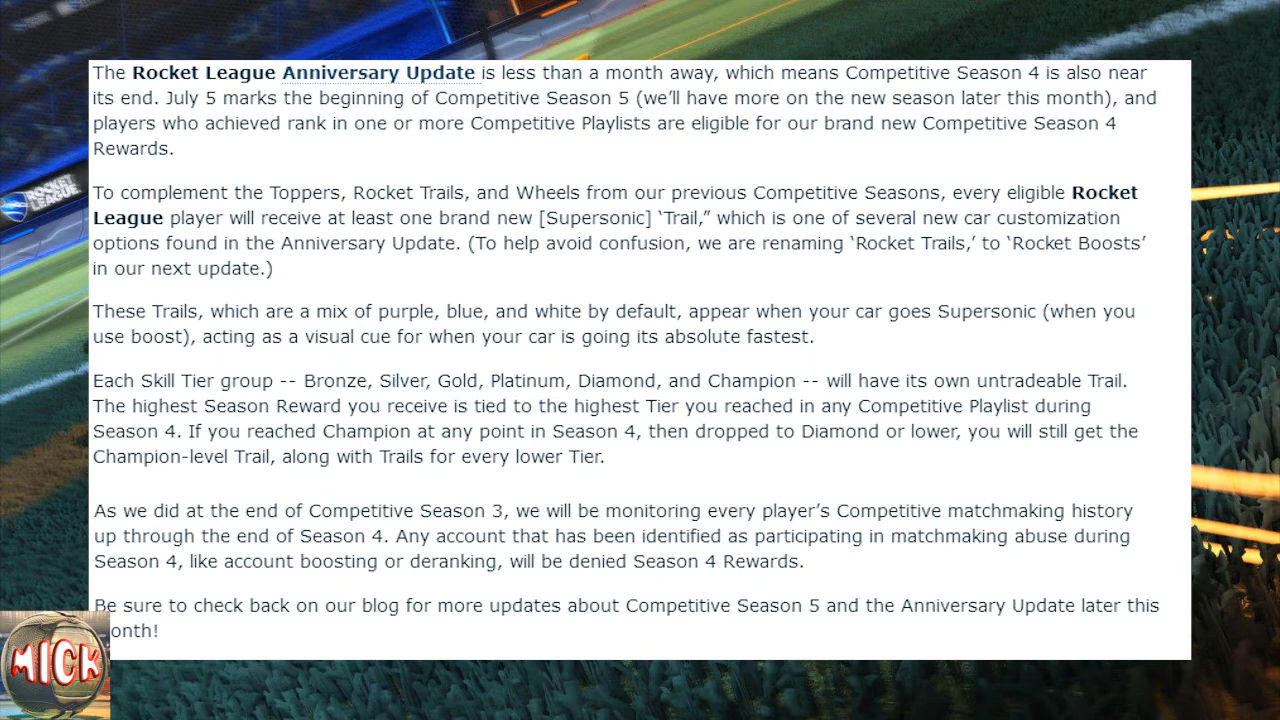 The Rocket League Anniversary Update is less than a month away, which means Competitive Season 4 is also near
its end. July 5 marks the beginning of Competitive Season 5 (we’ll have more on the new season later this month), and
players who achieved rank in one or more Competitive Playlists are eligible for our brand new Competitive Season 4
Rewards.
To complement the Toppers, Rocket Trails, and Wheels from our previous Competitive Seasons, every eligible Rocket
League player will receive at least one brand new [Supersonic] ‘Trail,” which is one of several new car customization
options found in the Anniversary Update. (To help avoid confusion, we are renaming ‘Rocket Trails,’ to ‘Rocket Boosts’
in our next update.)
These Trails, which are a mix of purple, blue, and white by default, appear when your car goes Supersonic (when you
use boost), acting as a visual cue for when your car is going its absolute fastest.
Each Skill Tier group -- Bronze, Silver, Gold, Platinum, Diamond, and Champion -- will have its own untradeable Trail.
The highest Season Reward you receive is tied to the highest Tier you reached in any Competitive Playlist during
Season 4. If you reached Champion at any point in Season 4, then dropped to Diamond or lower, you will still get the
Champion-level Trail, along with Trails for every lower Tier.
As we did at the end of Competitive Season 3, we will be monitoring every player’s Competitive matchmaking history
up through the end of Season 4. Any account that has been identified as participating in matchmaking abuse during
Season 4, like account boosting or deranking, will be denied Season 4 Rewards.
Be sure to check back on our blog for more updates about Competitive Season 5 and the Anniversary Update later this
onth!
ROCKET
LEAGUE
MICK